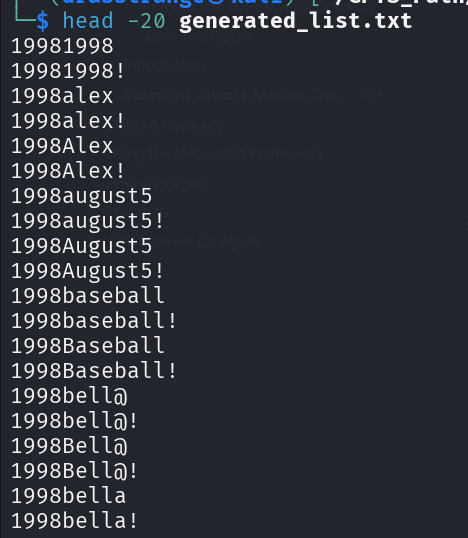 └─$ head -20 generated_list.txt
19981998
19981998!
1998alex
1998alex!
1998Alex
1998Alex!
1998august5
1998august5!
1998August5
1998August5!
1998baseball
1998baseball!
1998Baseball
1998Baseball!
1998bell@
1998bell@!
1998Bell@
1998Bell@!
1998bella
1998bella!